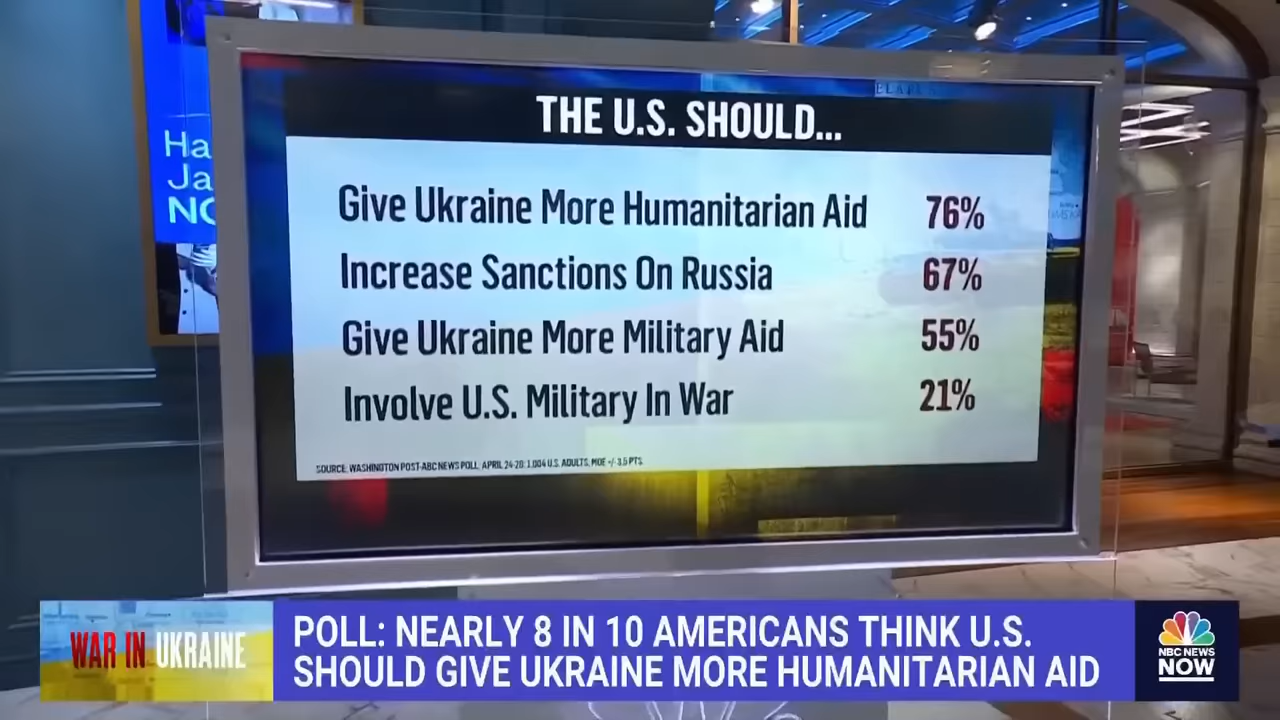 THE U.S. SHOULD...
Give Ukraine More Humanitarian Aid 76%
Increase Sanctions On Russia 67%
Give Ukraine More Military Aid 55%
Involve U.S. Military In War 21%
SOURCE: WASHINGTON POST-ABC NEWS POLL, APRIL 24-28; 1,004 U.S. ADULTS, MOE +/- 3.5 PTS
Ha
Ja
NO
WAR IN UKRAINE
POLL: NEARLY 8 IN 10 AMERICANS THINK U.S.
SHOULD GIVE UKRAINE MORE HUMANITARIAN AID
NBC NEWS
NOW